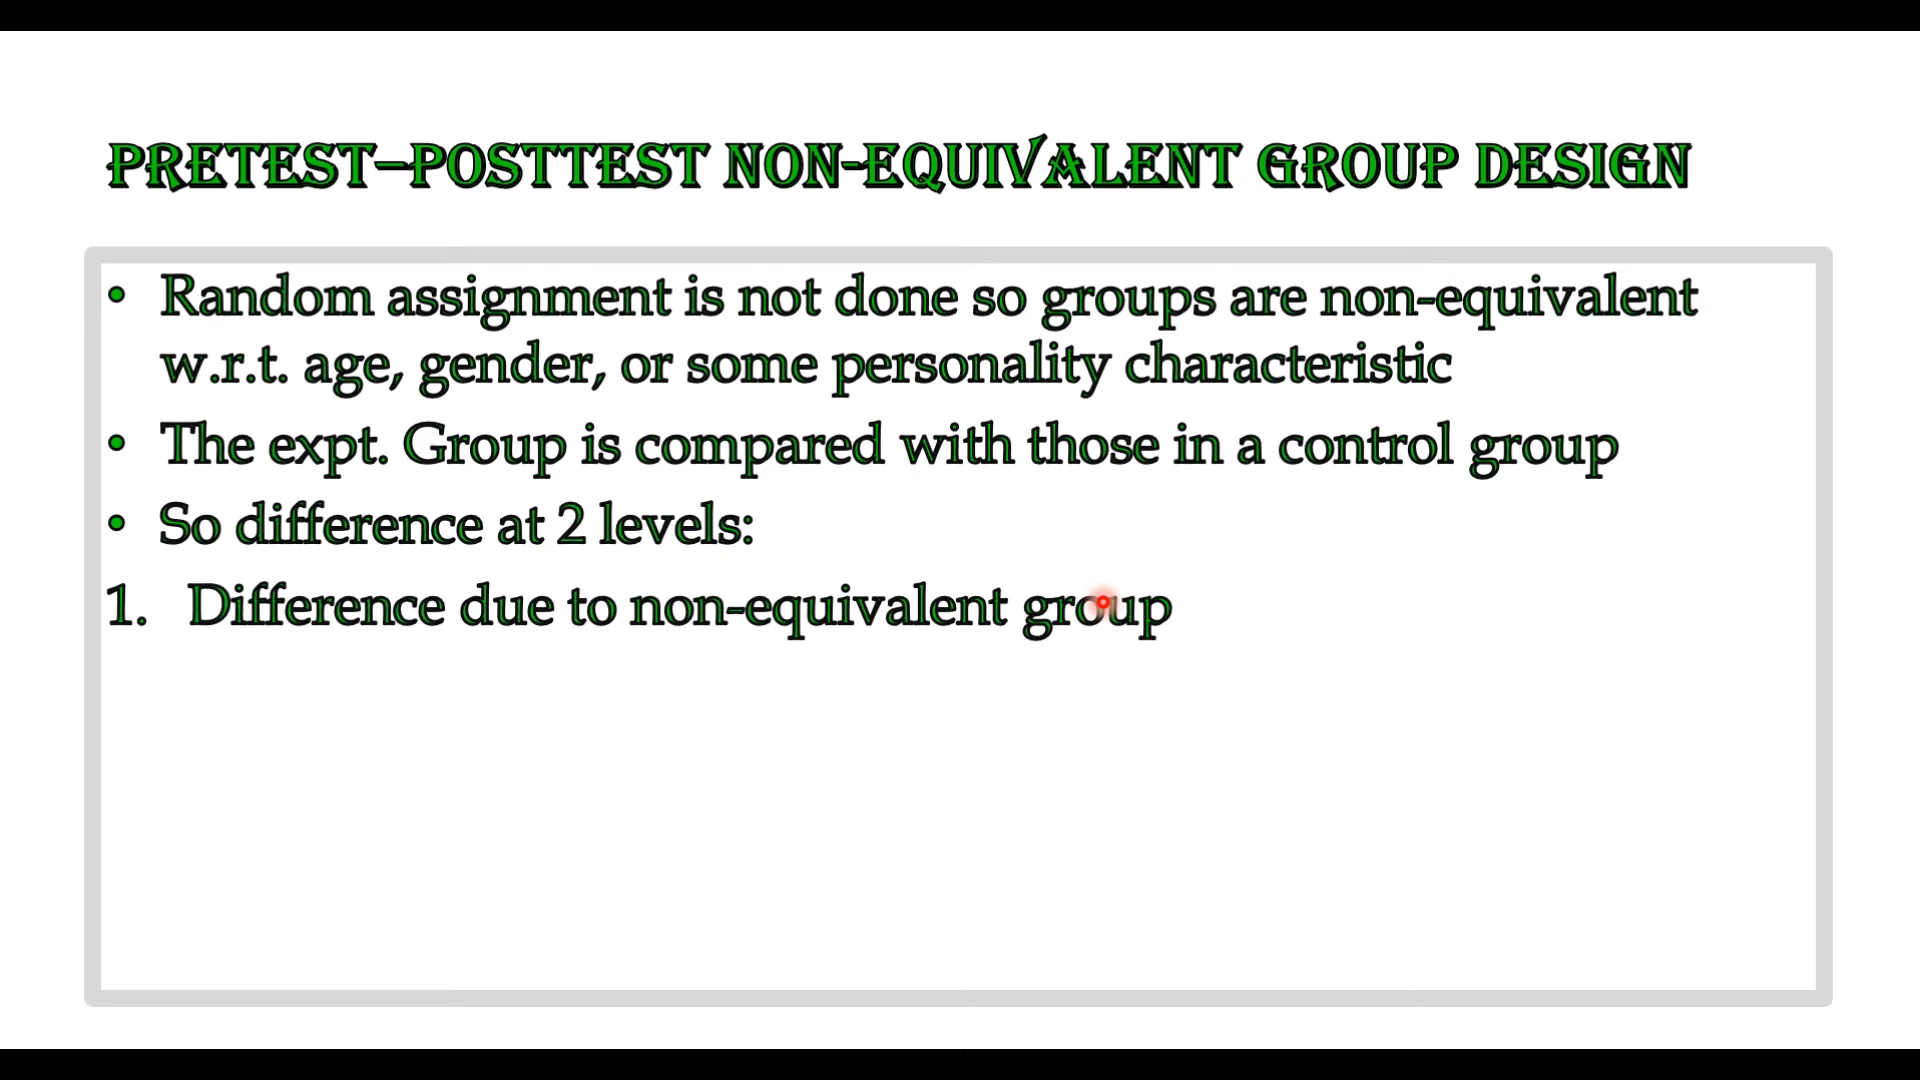 PRETEST–POSTTEST NON-EQUIVALENT GROUP DESIGN
• Random assignment is not done so groups are non-equivalent
w.r.t. age, gender, or some personality characteristic
• The expt. Group is compared with those in a control group
• So difference at 2 levels:
1. Difference due to non-equivalent group